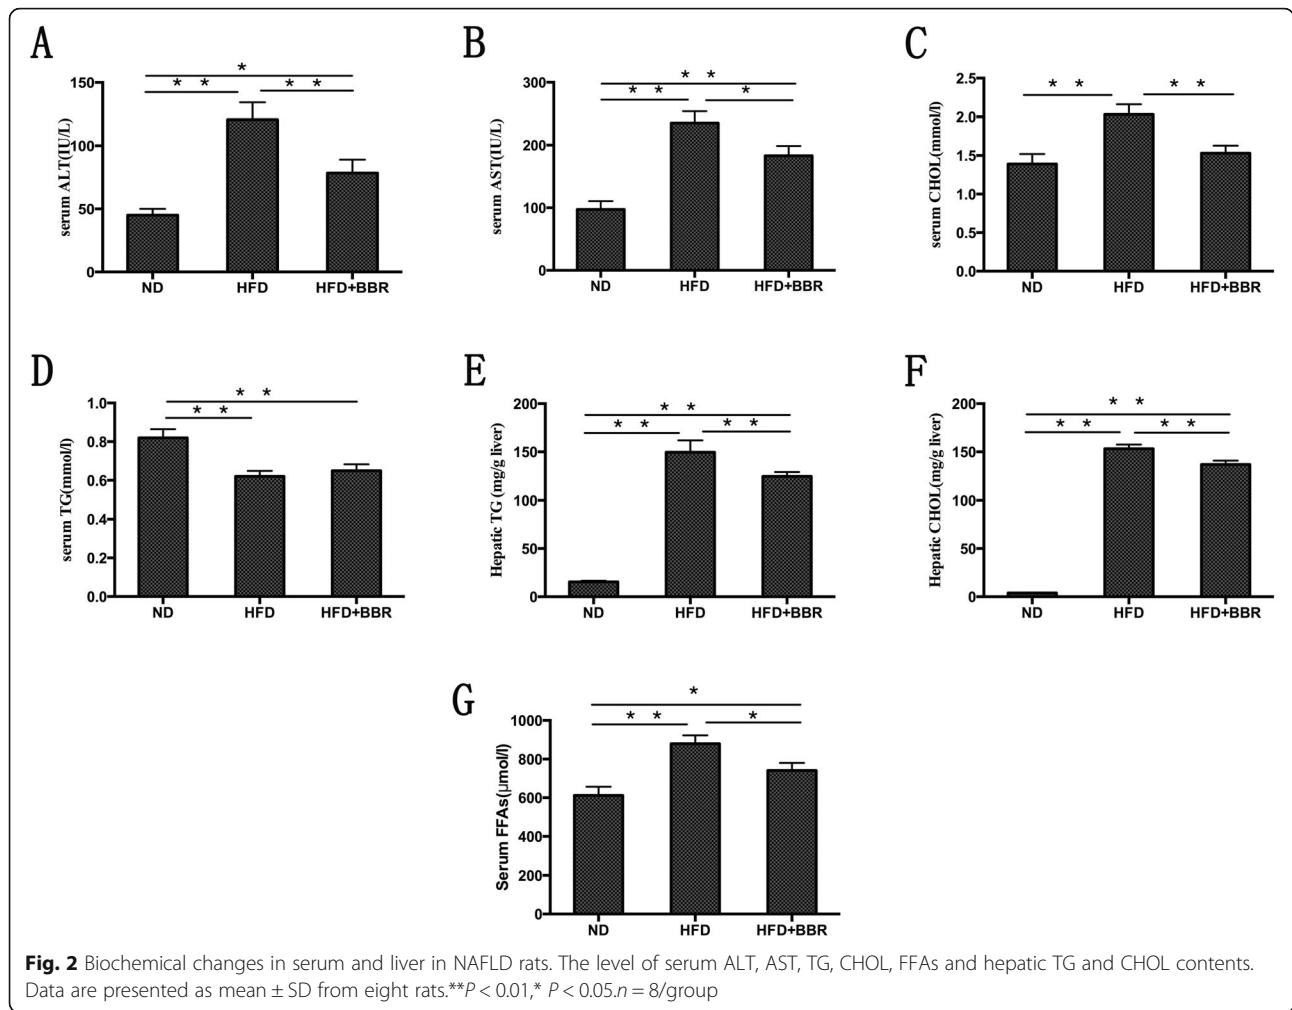 A
* 
* * * *
150
100
50
0
serum ALT(IU/L)
ND HFD HFD+BBR
B
* *
* * *
300
200
100
0
serum AST(IU/L)
ND HFD HFD+BBR
C
* * * *
2.5
2.0
1.5
1.0
0.5
0.0
serum CHOL(mmol/l)
ND HFD HFD+BBR
D
* *
* *
1.0
0.8
0.6
0.4
0.2
0.0
serum TG(mmol/l)
ND HFD HFD+BBR
E
* *
* * * *
200
150
100
50
0
Hepatic TG (mg/g liver)
ND HFD HFD+BBR
F
* *
* * * *
200
150
100
50
0
Hepatic CHOL(mg/g liver)
ND HFD HFD+BBR
G
*
* * *
1000
800
600
400
200
0
Serum FFAs(μmol/l)
ND HFD HFD+BBR
Fig. 2 Biochemical changes in serum and liver in NAFLD rats. The level of serum ALT, AST, TG, CHOL, FFAs and hepatic TG and CHOL contents.
Data are presented as mean ± SD from eight rats.**P < 0.01,* P < 0.05.n = 8/group